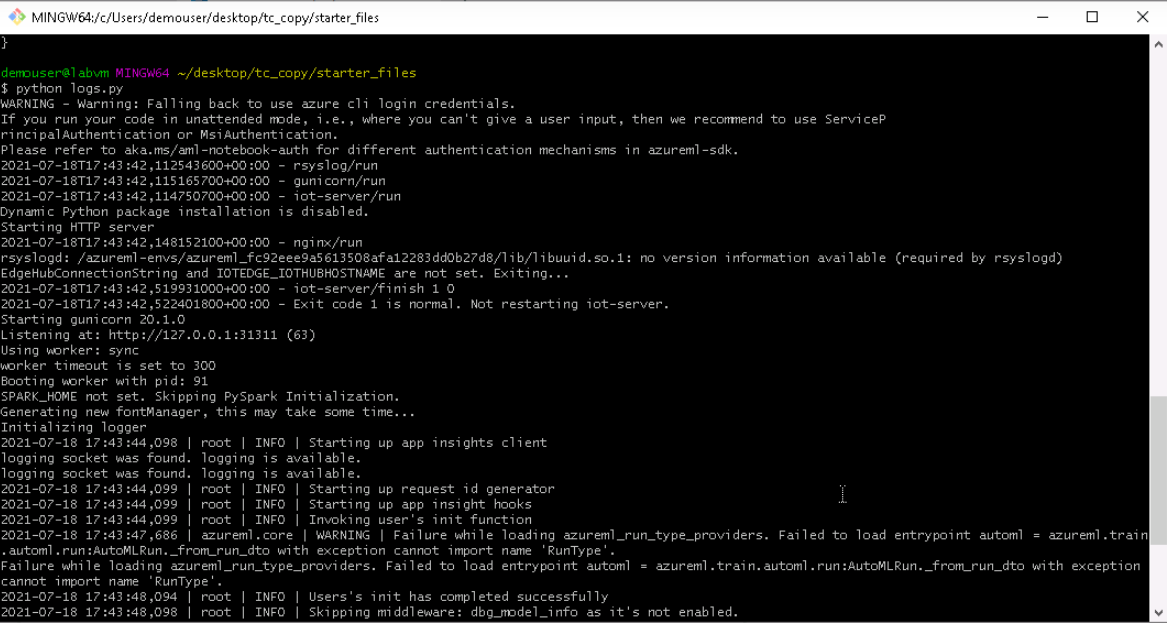 MINGW64:/c/Users/demouser/desktop/tc_copy/starter_files
}
demouser@labvm MINGW64 ~/desktop/tc_copy/starter_files
$ python logs.py
WARNING - Warning: Falling back to use azure cli login credentials.
If you run your code in unattended mode, i.e., where you can't give a user input, then we recommend to use ServiceP
rincipalAuthentication or MsiAuthentication.
Please refer to aka.ms/aml-notebook-auth for different authentication mechanisms in azureml-sdk.
2021-07-18T17:43:42,112543600+00:00 - rsyslog/run
2021-07-18T17:43:42,115165700+00:00 - gunicorn/run
2021-07-18T17:43:42,114750700+00:00 - iot-server/run
Dynamic Python package installation is disabled.
Starting HTTP server
2021-07-18T17:43:42,148152100+00:00 - nginx/run
rsyslogd: /azureml-envs/azureml_fc92eee9a5613508afa12283dd0b27d8/lib/libuuid.so.1: no version information available (required by rsyslogd)
EdgeHubConnectionString and IOTEDGE_IOTHUBHOSTNAME are not set. Exiting...
2021-07-18T17:43:42,519931000+00:00 - iot-server/finish 1 0
2021-07-18T17:43:42,522401800+00:00 - Exit code 1 is normal. Not restarting iot-server.
Starting gunicorn 20.1.0
Listening at: http://127.0.0.1:31311 (63)
Using worker: sync
worker timeout is set to 300
Booting worker with pid: 91
SPARK_HOME not set. Skipping PySpark Initialization.
Generating new fontManager, this may take some time...
Initializing logger
2021-07-18 17:43:44,098 | root | INFO | Starting up app insights client
logging socket was found. logging is available.
logging socket was found. logging is available.
2021-07-18 17:43:44,099 | root | INFO | Starting up request id generator
2021-07-18 17:43:44,099 | root | INFO | Starting up app insight hooks
2021-07-18 17:43:44,099 | root | INFO | Invoking user's init function
2021-07-18 17:43:47,686 | azureml.core | WARNING | Failure while loading azureml_run_type_providers. Failed to load entrypoint automl = azureml.train
.automl.run:AutoMLRun._from_run_dto with exception cannot import name 'RunType'.
Failure while loading azureml_run_type_providers. Failed to load entrypoint automl = azureml.train.automl.run:AutoMLRun._from_run_dto with exception
cannot import name 'RunType'.
2021-07-18 17:43:48,094 | root | INFO | Users's init has completed successfully
2021-07-18 17:43:48,098 | root | INFO | Skipping middleware: dbg_model_info as it's not enabled.